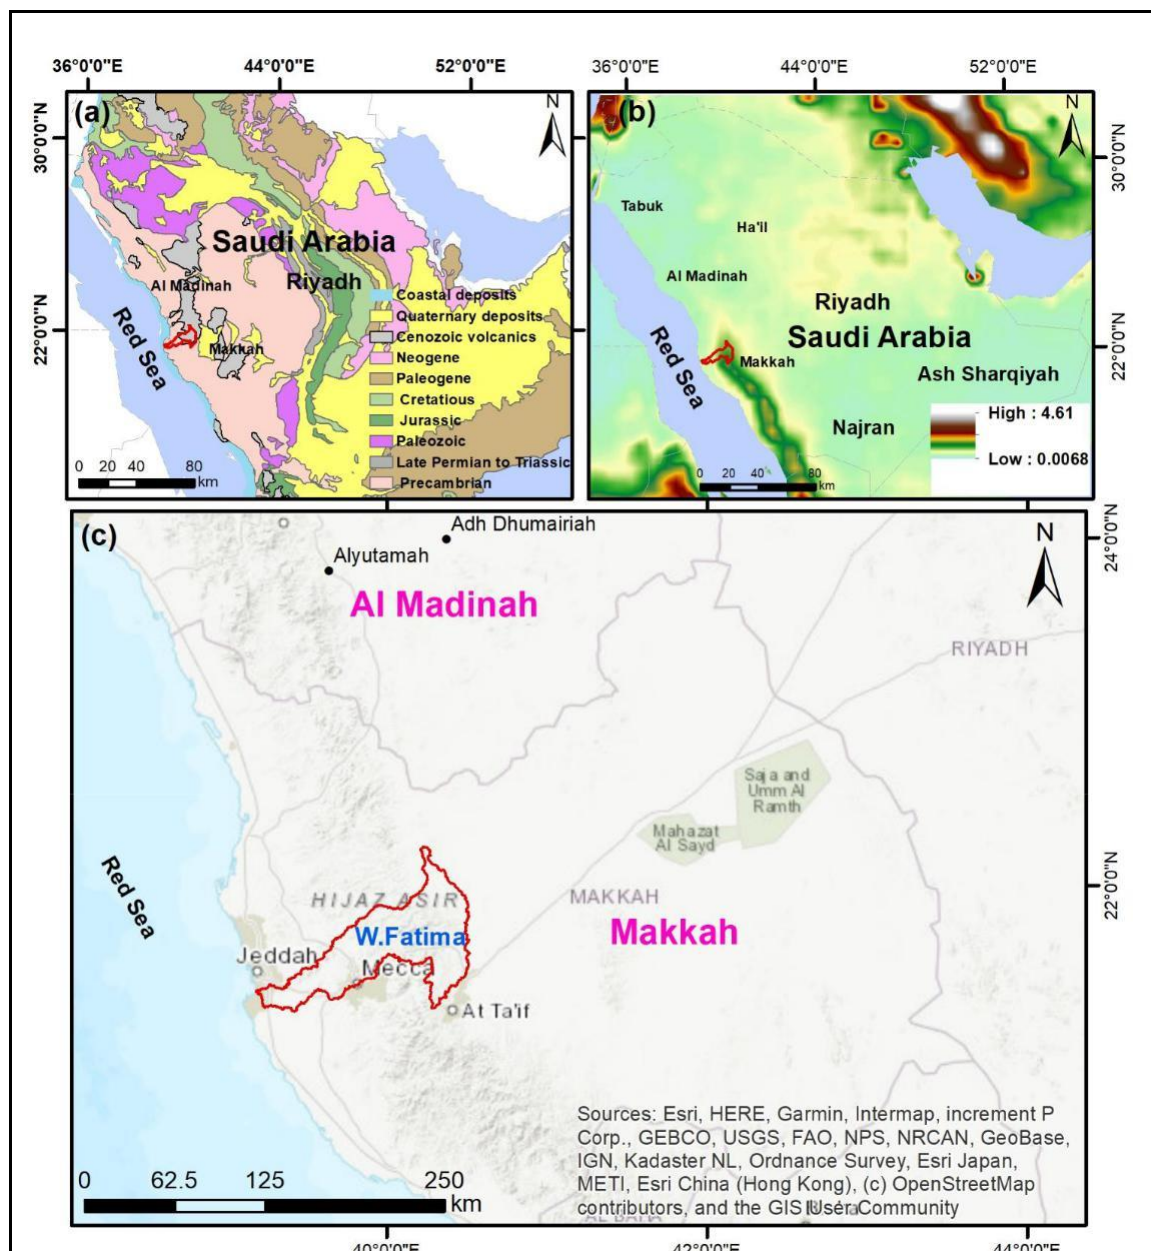 36°0'0"E
44°0'0"E
52°0'0"E
36°0'0"E
44°0'0"E
52°0'0"E
(a)
N
30°0'0"N
22°0'0"N
Saudi Arabia
Riyadh
Al Madinah
Makkah
Red Sea
Coastal deposits
Quaternary deposits
Cenozoic volcanics
Neogene
Paleogene
Cretatious
Jurassic
Paleozoic
Late Permian to Triassic
Precambrian
0 20 40 80
km
(b)
N
30°0'0"N
22°0'0"N
Tabuk
Ha'il
Al Madinah
Riyadh
Saudi Arabia
Makkah
Red Sea
Ash Sharqiyah
Najran
High : 4.61
Low : 0.0068
0 20 40 80
km
(c)
N
24°0'0"N
22°0'0"N
Adh Dhumairiah
Alyutamah
Al Madinah
RIYADH
Saja and
Umm Al
Ramth
Mahazat
Al Sayd
HIJAZ ASIR
MAKKAH
Makkah
W.Fatima
Red Sea
Jeddah
Mecca
At Ta'if
Sources: Esri, HERE, Garmin, Intermap, increment P
Corp., GEBCO, USGS, FAO, NPS, NRCAN, GeoBase,
IGN, Kadaster NL, Ordnance Survey, Esri Japan,
METI, Esri China (Hong Kong), (c) OpenStreetMap
contributors, and the GIS User Community
0 62.5 125 250
km
40°0'0"E
42°0'0"E
44°0'0"E